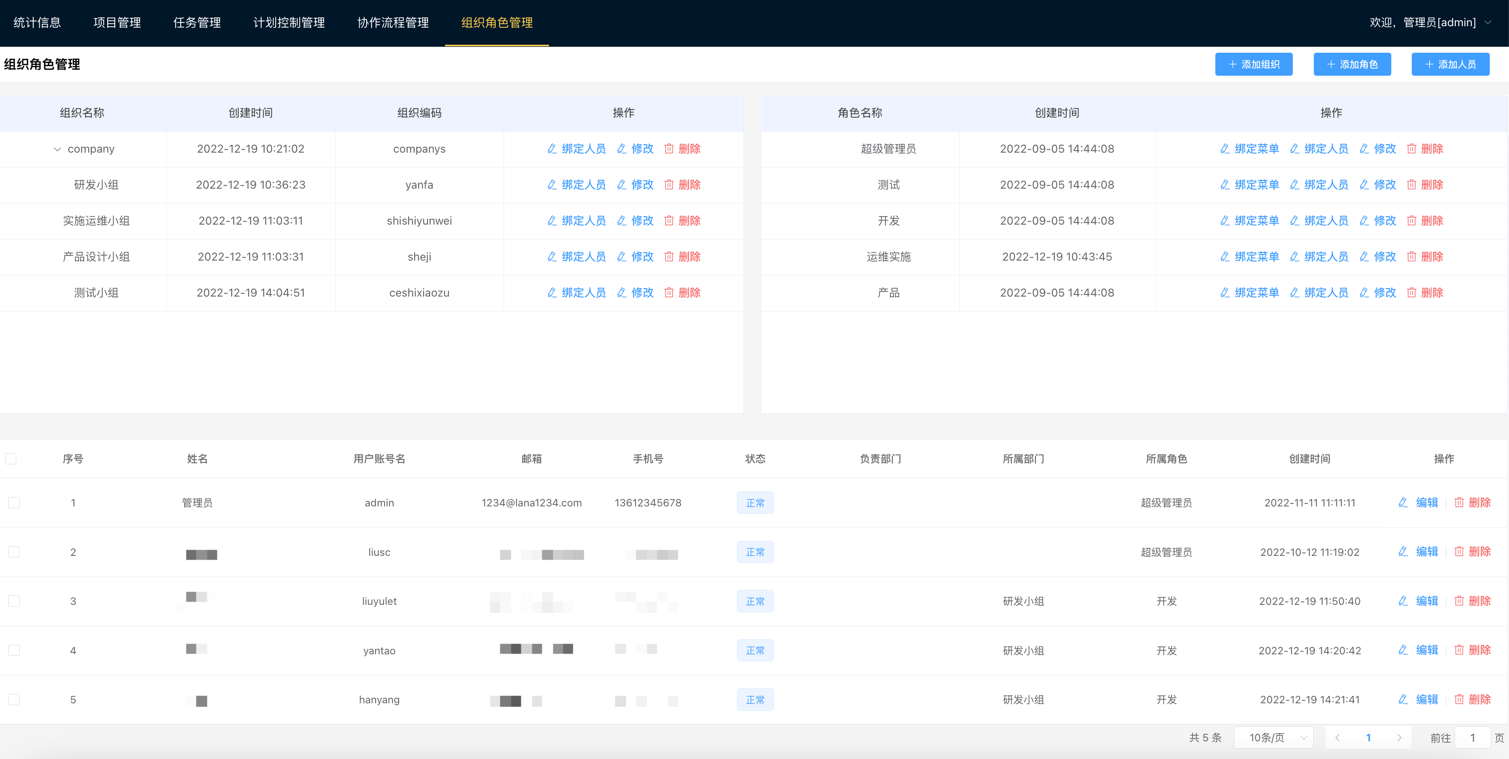 统计信息 项目管理 任务管理 计划控制管理 协作流程管理 组织角色管理 欢迎，管理员[admin]
组织角色管理 + 添加组织 + 添加角色 + 添加人员
组织名称 创建时间 组织编码 操作
company 2022-12-19 10:21:02 companys 绑定人员 修改 删除
研发小组 2022-12-19 10:36:23 yanfa 绑定人员 修改 删除
实施运维小组 2022-12-19 11:03:11 shishiyunwei 绑定人员 修改 删除
产品设计小组 2022-12-19 11:03:31 sheji 绑定人员 修改 删除
测试小组 2022-12-19 14:04:51 ceshixiaozu 绑定人员 修改 删除
角色名称 创建时间 操作
超级管理员 2022-09-05 14:44:08 绑定菜单 绑定人员 修改 删除
测试 2022-09-05 14:44:08 绑定菜单 绑定人员 修改 删除
开发 2022-09-05 14:44:08 绑定菜单 绑定人员 修改 删除
运维实施 2022-12-19 10:43:45 绑定菜单 绑定人员 修改 删除
产品 2022-09-05 14:44:08 绑定菜单 绑定人员 修改 删除
序号 姓名 用户账号名 邮箱 手机号 状态 负责部门 所属部门 所属角色 创建时间 操作
1 管理员 admin 1234@lana1234.com 13612345678 正常 超级管理员 2022-11-11 11:11:11 编辑 删除
2 liusc 正常 超级管理员 2022-10-12 11:19:02 编辑 删除
3 liuyulet 正常 研发小组 开发 2022-12-19 11:50:40 编辑 删除
4 yantao 正常 研发小组 开发 2022-12-19 14:20:42 编辑 删除
5 hanyang 正常 研发小组 开发 2022-12-19 14:21:41 编辑 删除
共 5 条 10条/页 1 前往 1 页